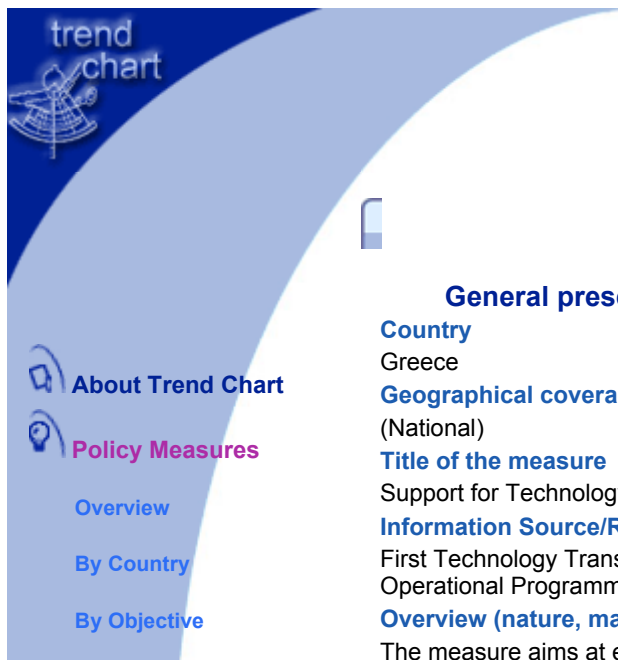 trend
chart
General prese
Country
Greece
Geographical covera
(National)
Title of the measure
Support for Technology
Information Source/R
First Technology Trans
Operational Programm
Overview (nature, ma
The measure aims at e
About Trend Chart
Policy Measures
Overview
By Country
By Objective